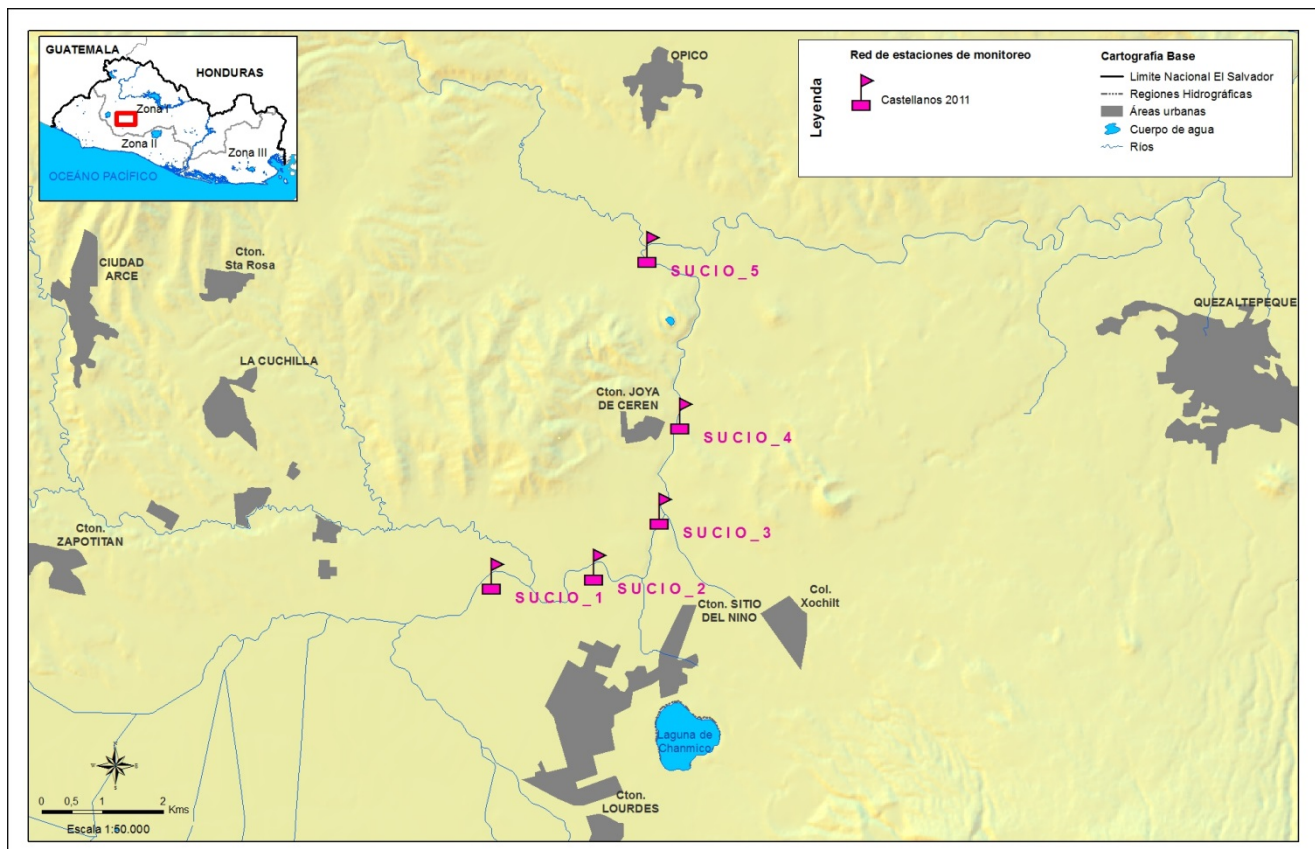 GUATEMALA
HONDURAS
Zona I
Zona II
Zona III
OCEÁNO PACÍFICO
OPICO
Leyenda
Red de estaciones de monitoreo
Castellanos 2011
Cartografía Base
Limite Nacional El Salvador
Regiones Hidrográficas
Áreas urbanas
Cuerpo de agua
Ríos
CIUDAD
ARCE
Cton.
Sta Rosa
SUCIO_5
QUEZALTEPEQUE
LA CUCHILLA
Cton. JOYA
DE CEREN
SUCIO_4
Cton.
ZAPOTITAN
SUCIO_3
SUCIO_1
SUCIO_2
Cton. SITIO
DEL NINO
Col.
Xochilt
Laguna de
Chanmico
Cton.
LOURDES
0 0,5 1 2
Kms
Escala 1:50.000